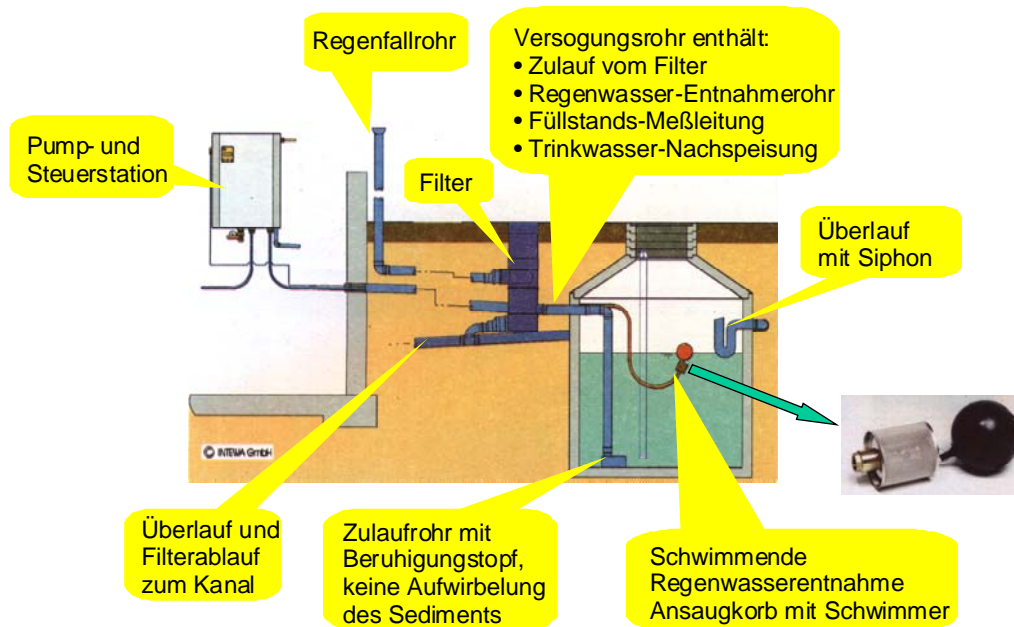 Regenfallrohr
Versogungsrohr enthält:
• Zulauf vom Filter
• Regenwasser-Entnahmerohr
• Füllstands-Meßleitung
• Trinkwasser-Nachspeisung
Pump- und
Steuerstation
Filter
Überlauf
mit Siphon
© INTEWA GmbH
Überlauf und
Filterablauf
zum Kanal
Zulaufrohr mit
Beruhigungstopf,
keine Aufwirbelung
des Sediments
Schwimmende
Regenwasserentnahme
Ansaugkorb mit Schwimmer